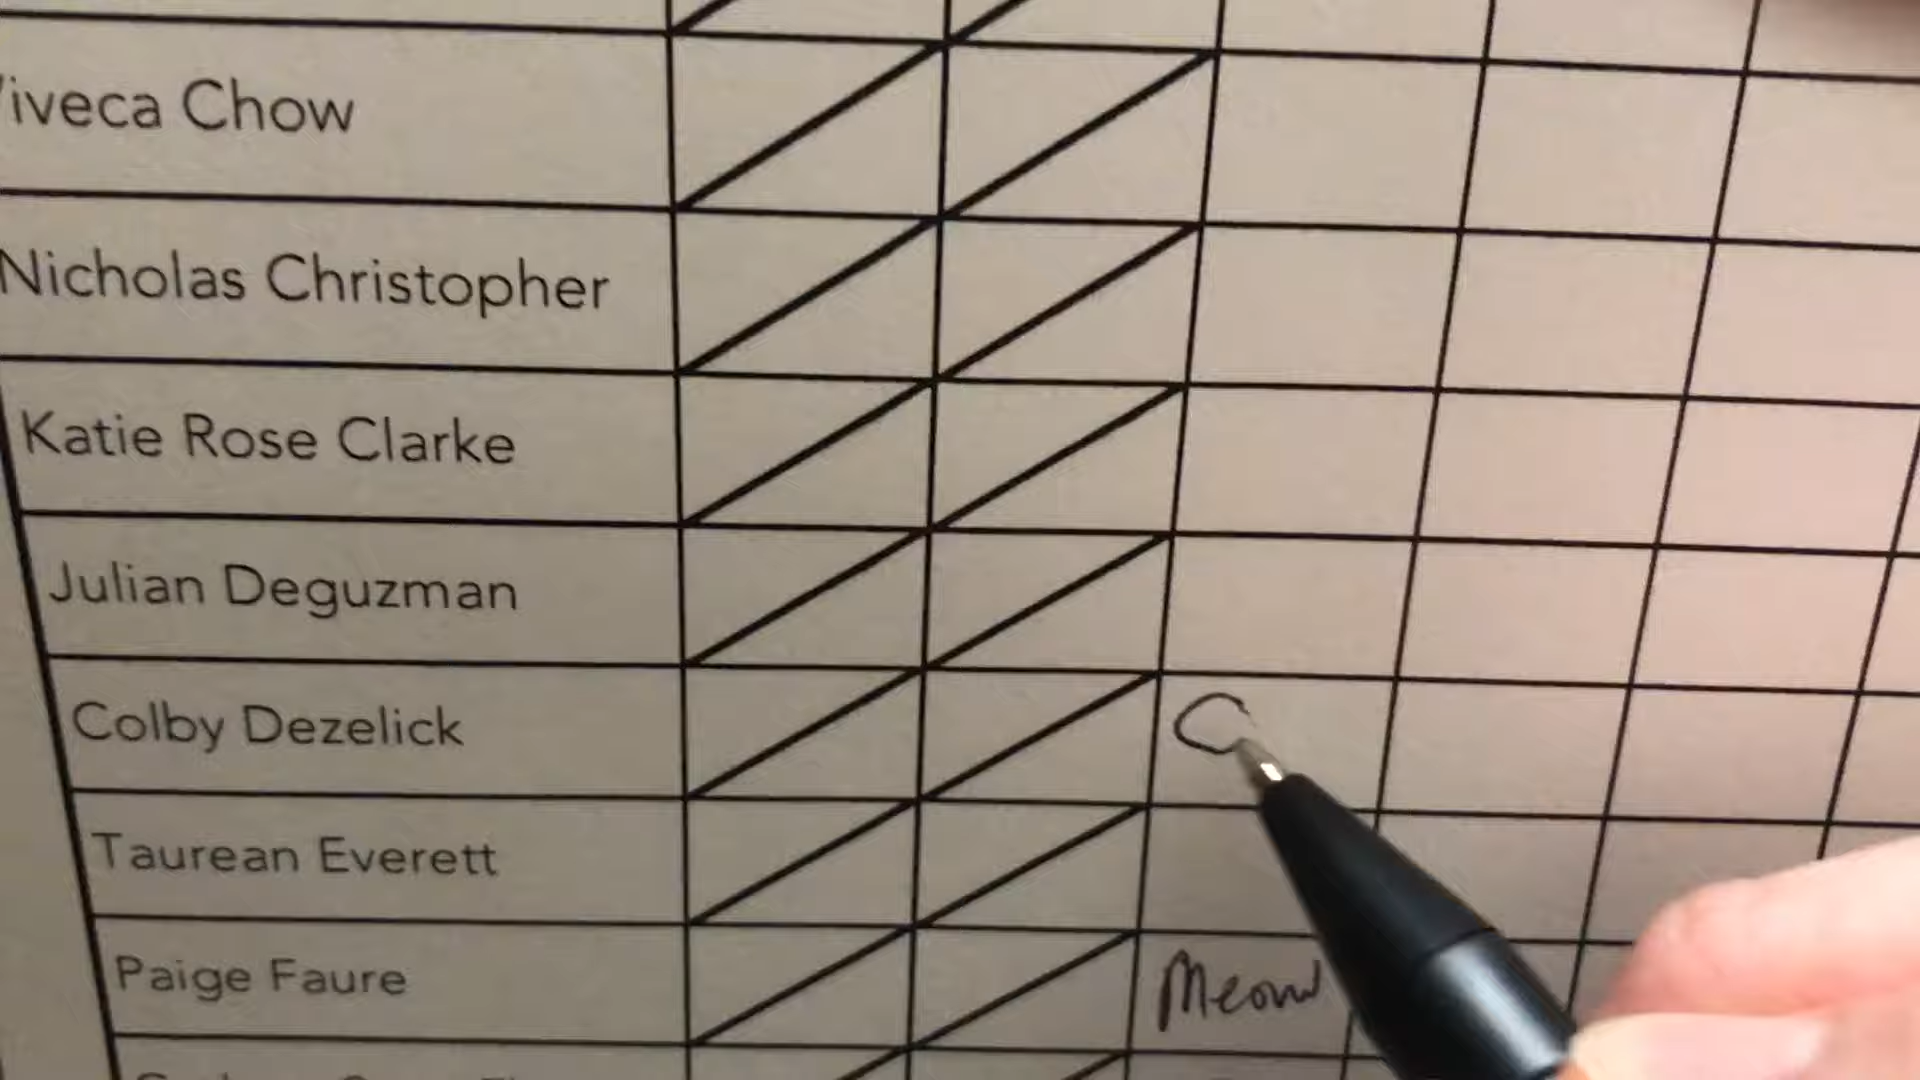 iveca Chow
Nicholas Christopher
Katie Rose Clarke
Julian Deguzman
Colby Dezelick
Taurean Everett
Paige Faure Meow